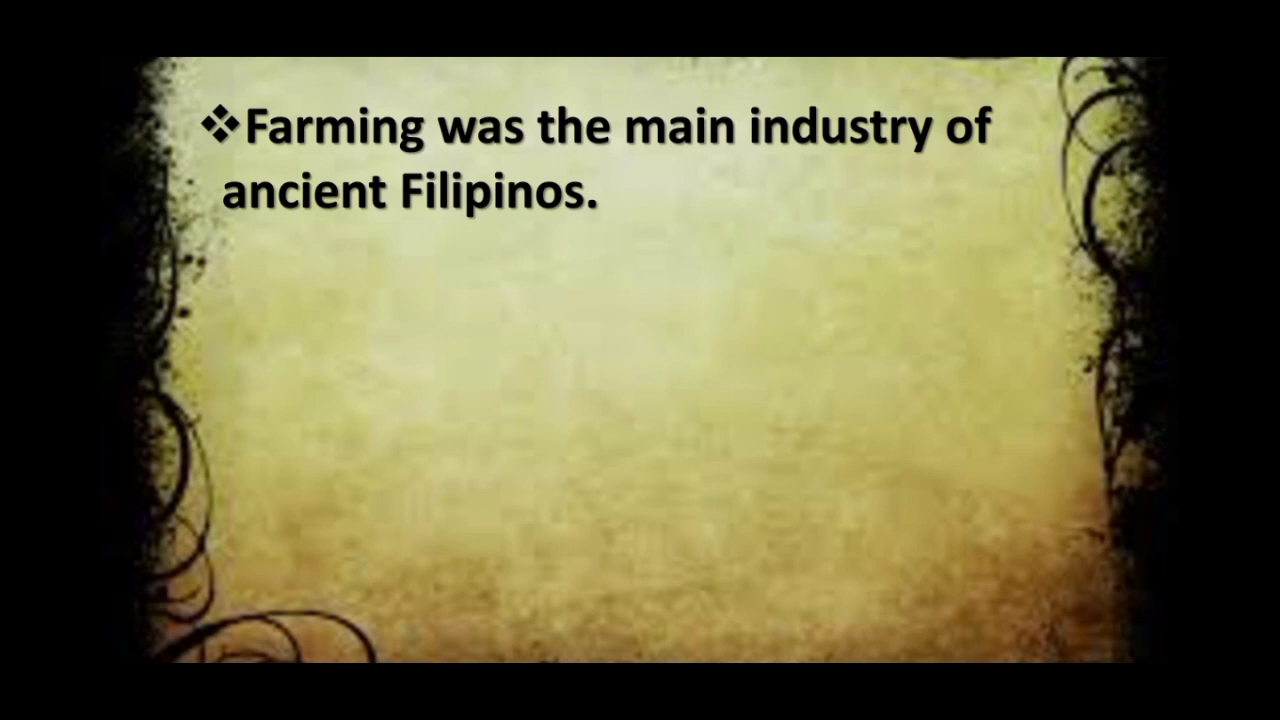 ❖Farming was the main industry of
ancient Filipinos.